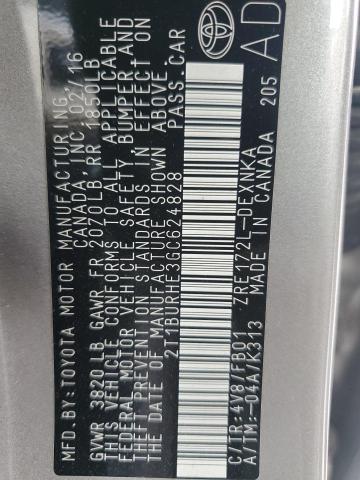 MFD.BY:TOYOTA MOTOR MANUFACTURING
CANADA, INC. 02/16
GVWR 3820LB GAWR FR 2070LB RR 1850LB
THIS VEHICLE CONFORMS TO ALL APPLICABLE
FEDERAL MOTOR VEHICLE SAFETY, BUMPER AND
THEFT PREVENTION STANDARDS IN EFFECT ON
THE DATE OF MANUFACTURE SHOWN ABOVE.
2T1BURHE3GC624828 PASS.CAR
C/TR:4V8/FB01 ZRE172L-DEXNKA
A/TM:-04A/K313 MADE IN CANADA 205
TOYOTA
AD